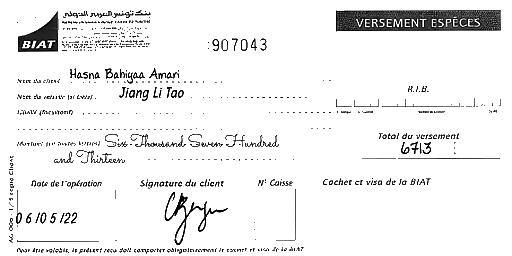 بنك تونس العربي الدولي
BIAT
VERSEMENT ESPÈCES
907043
Nom du client Hasna Bahiyaa Amari
Nom du remettant (si tiers) Jiang Li Tao
R.I.B.
Libellé (facultatif)
Montant (en toutes lettres) Six Thousand Seven Hundred
and Thirteen
Total du versement
6713
Date de l'opération
Signature du client
N° Caisse
Cachet et visa de la BIAT
06/05/22
Pour être valable, le présent reçu doit comporter obligatoirement le cachet et visa de la BIAT